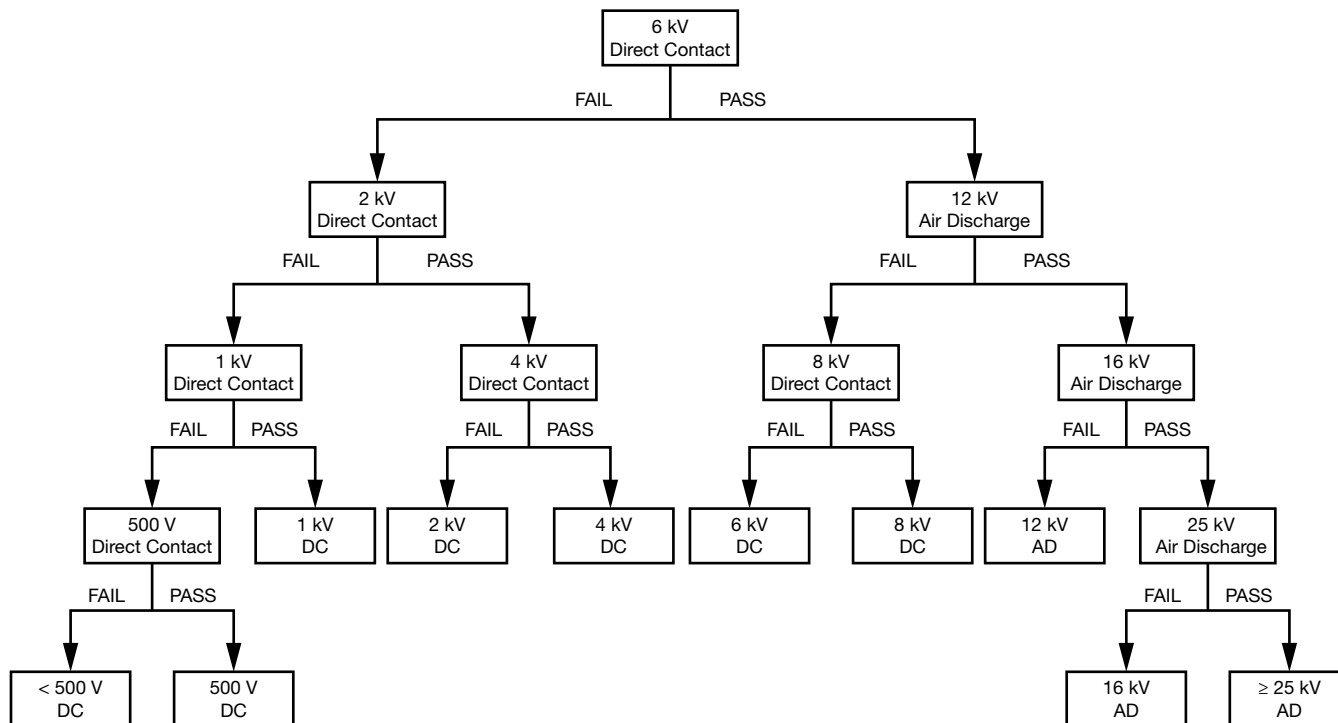 6 kV
Direct Contact
FAIL PASS
2 kV
Direct Contact
12 kV
Air Discharge
FAIL PASS FAIL PASS
1 kV
Direct Contact
4 kV
Direct Contact
8 kV
Direct Contact
16 kV
Air Discharge
FAIL PASS FAIL PASS FAIL PASS FAIL PASS
500 V
Direct Contact
1 kV
DC
2 kV
DC
4 kV
DC
6 kV
DC
8 kV
DC
12 kV
AD
25 kV
Air Discharge
FAIL PASS FAIL PASS
< 500 V
DC
500 V
DC
16 kV
AD
≥ 25 kV
AD